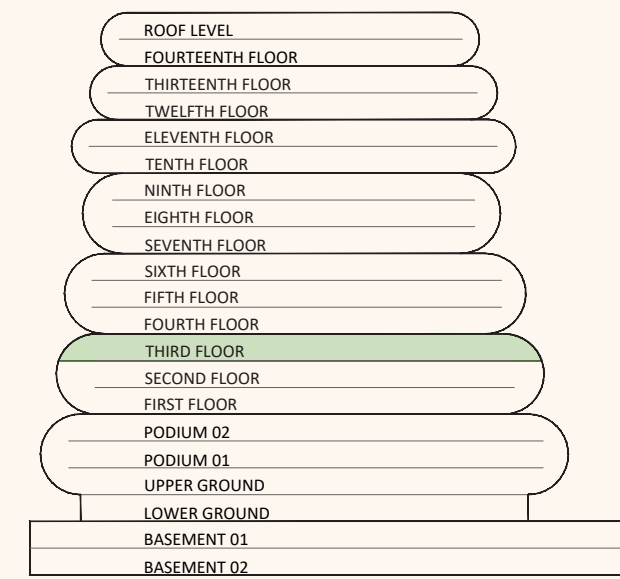 ROOF LEVEL
FOURTEENTH FLOOR
THIRTEENTH FLOOR
TWELFTH FLOOR
ELEVENTH FLOOR
TENTH FLOOR
NINTH FLOOR
EIGHTH FLOOR
SEVENTH FLOOR
SIXTH FLOOR
FIFTH FLOOR
FOURTH FLOOR
THIRD FLOOR
SECOND FLOOR
FIRST FLOOR
PODIUM 02
PODIUM 01
UPPER GROUND
LOWER GROUND
BASEMENT 01
BASEMENT 02